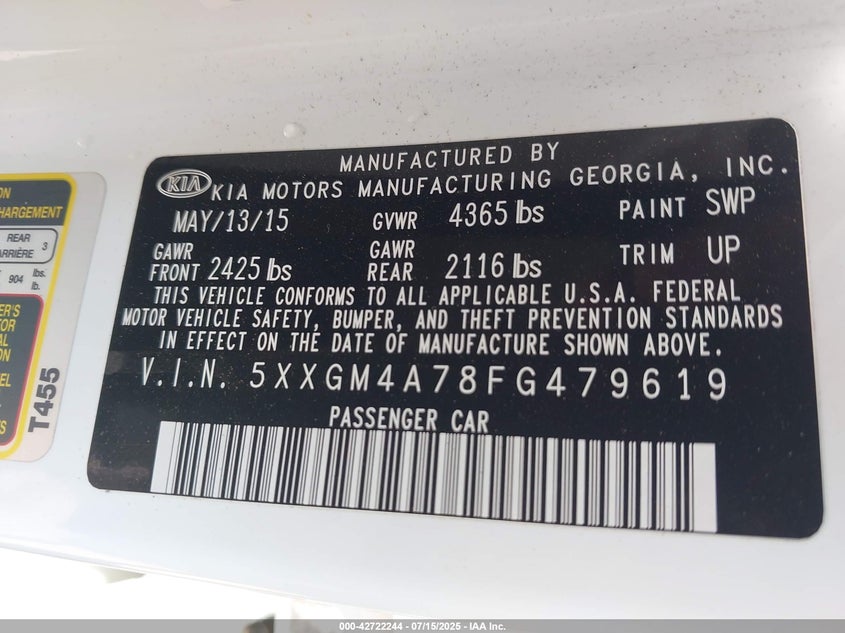 MANUFACTURED BY
KIA KIA MOTORS MANUFACTURING GEORGIA, INC.
MAY/13/15 GVWR 4365 lbs PAINT SWP
GAWR FRONT 2425 lbs GAWR REAR 2116 lbs TRIM UP
THIS VEHICLE CONFORMS TO ALL APPLICABLE U.S.A. FEDERAL
MOTOR VEHICLE SAFETY, BUMPER, AND THEFT PREVENTION STANDARDS
IN EFFECT ON THE DATE OF MANUFACTURE SHOWN ABOVE.
V.I.N. 5XXGM4A78FG479619
PASSENGER CAR
REAR 3
904 lbs.
lb.
T455
000-42722244 - 07/15/2025 - IAA Inc.